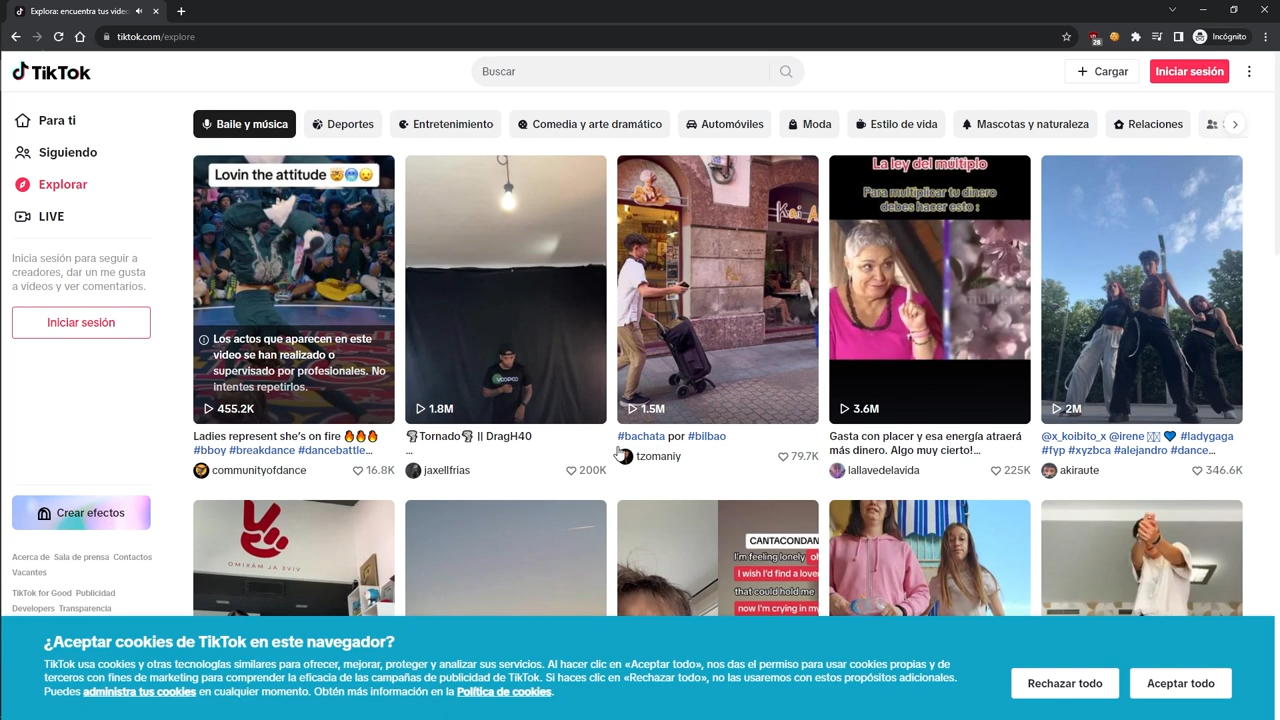 Explora: encuentra tus video
tiktok.com/explore
28
Incógnito
TikTok
Buscar
Cargar
Iniciar sesión
Para ti
Siguiendo
Explorar
LIVE
Inicia sesión para seguir a
creadores, dar un me gusta
a videos y ver comentarios.
Iniciar sesión
Crear efectos
Acerca de Sala de prensa Contactos
Vacantes
TikTok for Good Publicidad
Developers Transparencia
Baile y música
Deportes
Entretenimiento
Comedia y arte dramático
Automóviles
Moda
Estilo de vida
Mascotas y naturaleza
Relaciones
Lovin the attitude 🤯🥶😏
Los actos que aparecen en este
video se han realizado o
supervisado por profesionales. No
intentes repetirlos.
455.2K
Ladies represent she's on fire 🔥🔥🔥
#bboy #breakdance #dancebattle...
communityofdance
16.8K
VOOPOO
1.8M
🌪️Tornado🌪️ || DragH40
...
jaxellfrias
200K
1.5M
#bachata por #bilbao
tzomaniy
79.7K
La ley del múltiplo
Para multiplicar tu dinero
debes hacer esto :
3.6M
Gasta con placer y esa energía atraerá
más dinero. Algo muy cierto!...
lallavedelavida
225K
2M
@x_koibito_x @irene 💙 #ladygaga
#fyp #xyzbca #alejandro #dance...
akiraute
346.6K
VIVE AL MÁXIMO
CANTACONDAN
I'm feeling lonely
I wish I'd find a love
that could hold me
now I'm crying in my
¿Aceptar cookies de TikTok en este navegador?
TikTok usa cookies y otras tecnologías similares para ofrecer, mejorar, proteger y analizar sus servicios. Al hacer clic en «Aceptar todo», nos das el permiso para usar cookies propias y de
terceros con fines de marketing para comprender la eficacia de las campañas de publicidad de TikTok. Si haces clic en «Rechazar todo», no las usaremos con estos propósitos adicionales.
Puedes administra tus cookies en cualquier momento. Obtén más información en la Política de cookies.
Rechazar todo
Aceptar todo